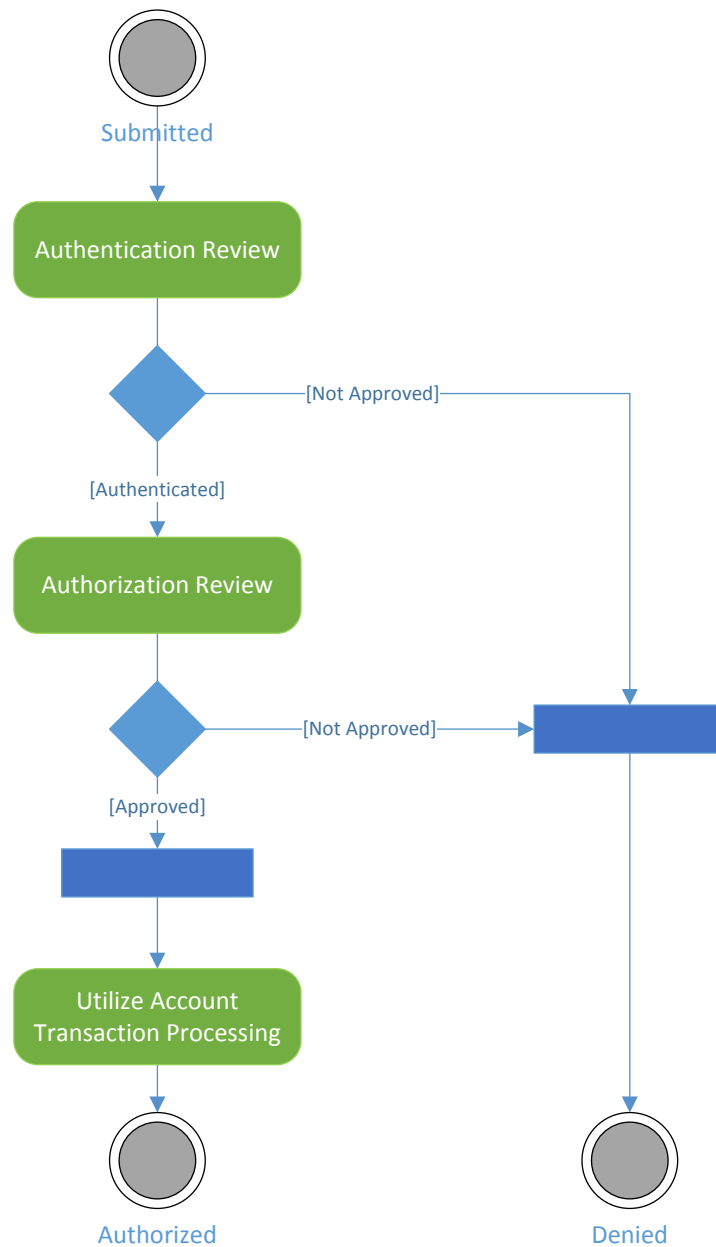 Submitted
Authentication Review
[Not Approved]
[Authenticated]
Authorization Review
[Not Approved]
[Approved]
Utilize Account
Transaction Processing
Authorized
Denied